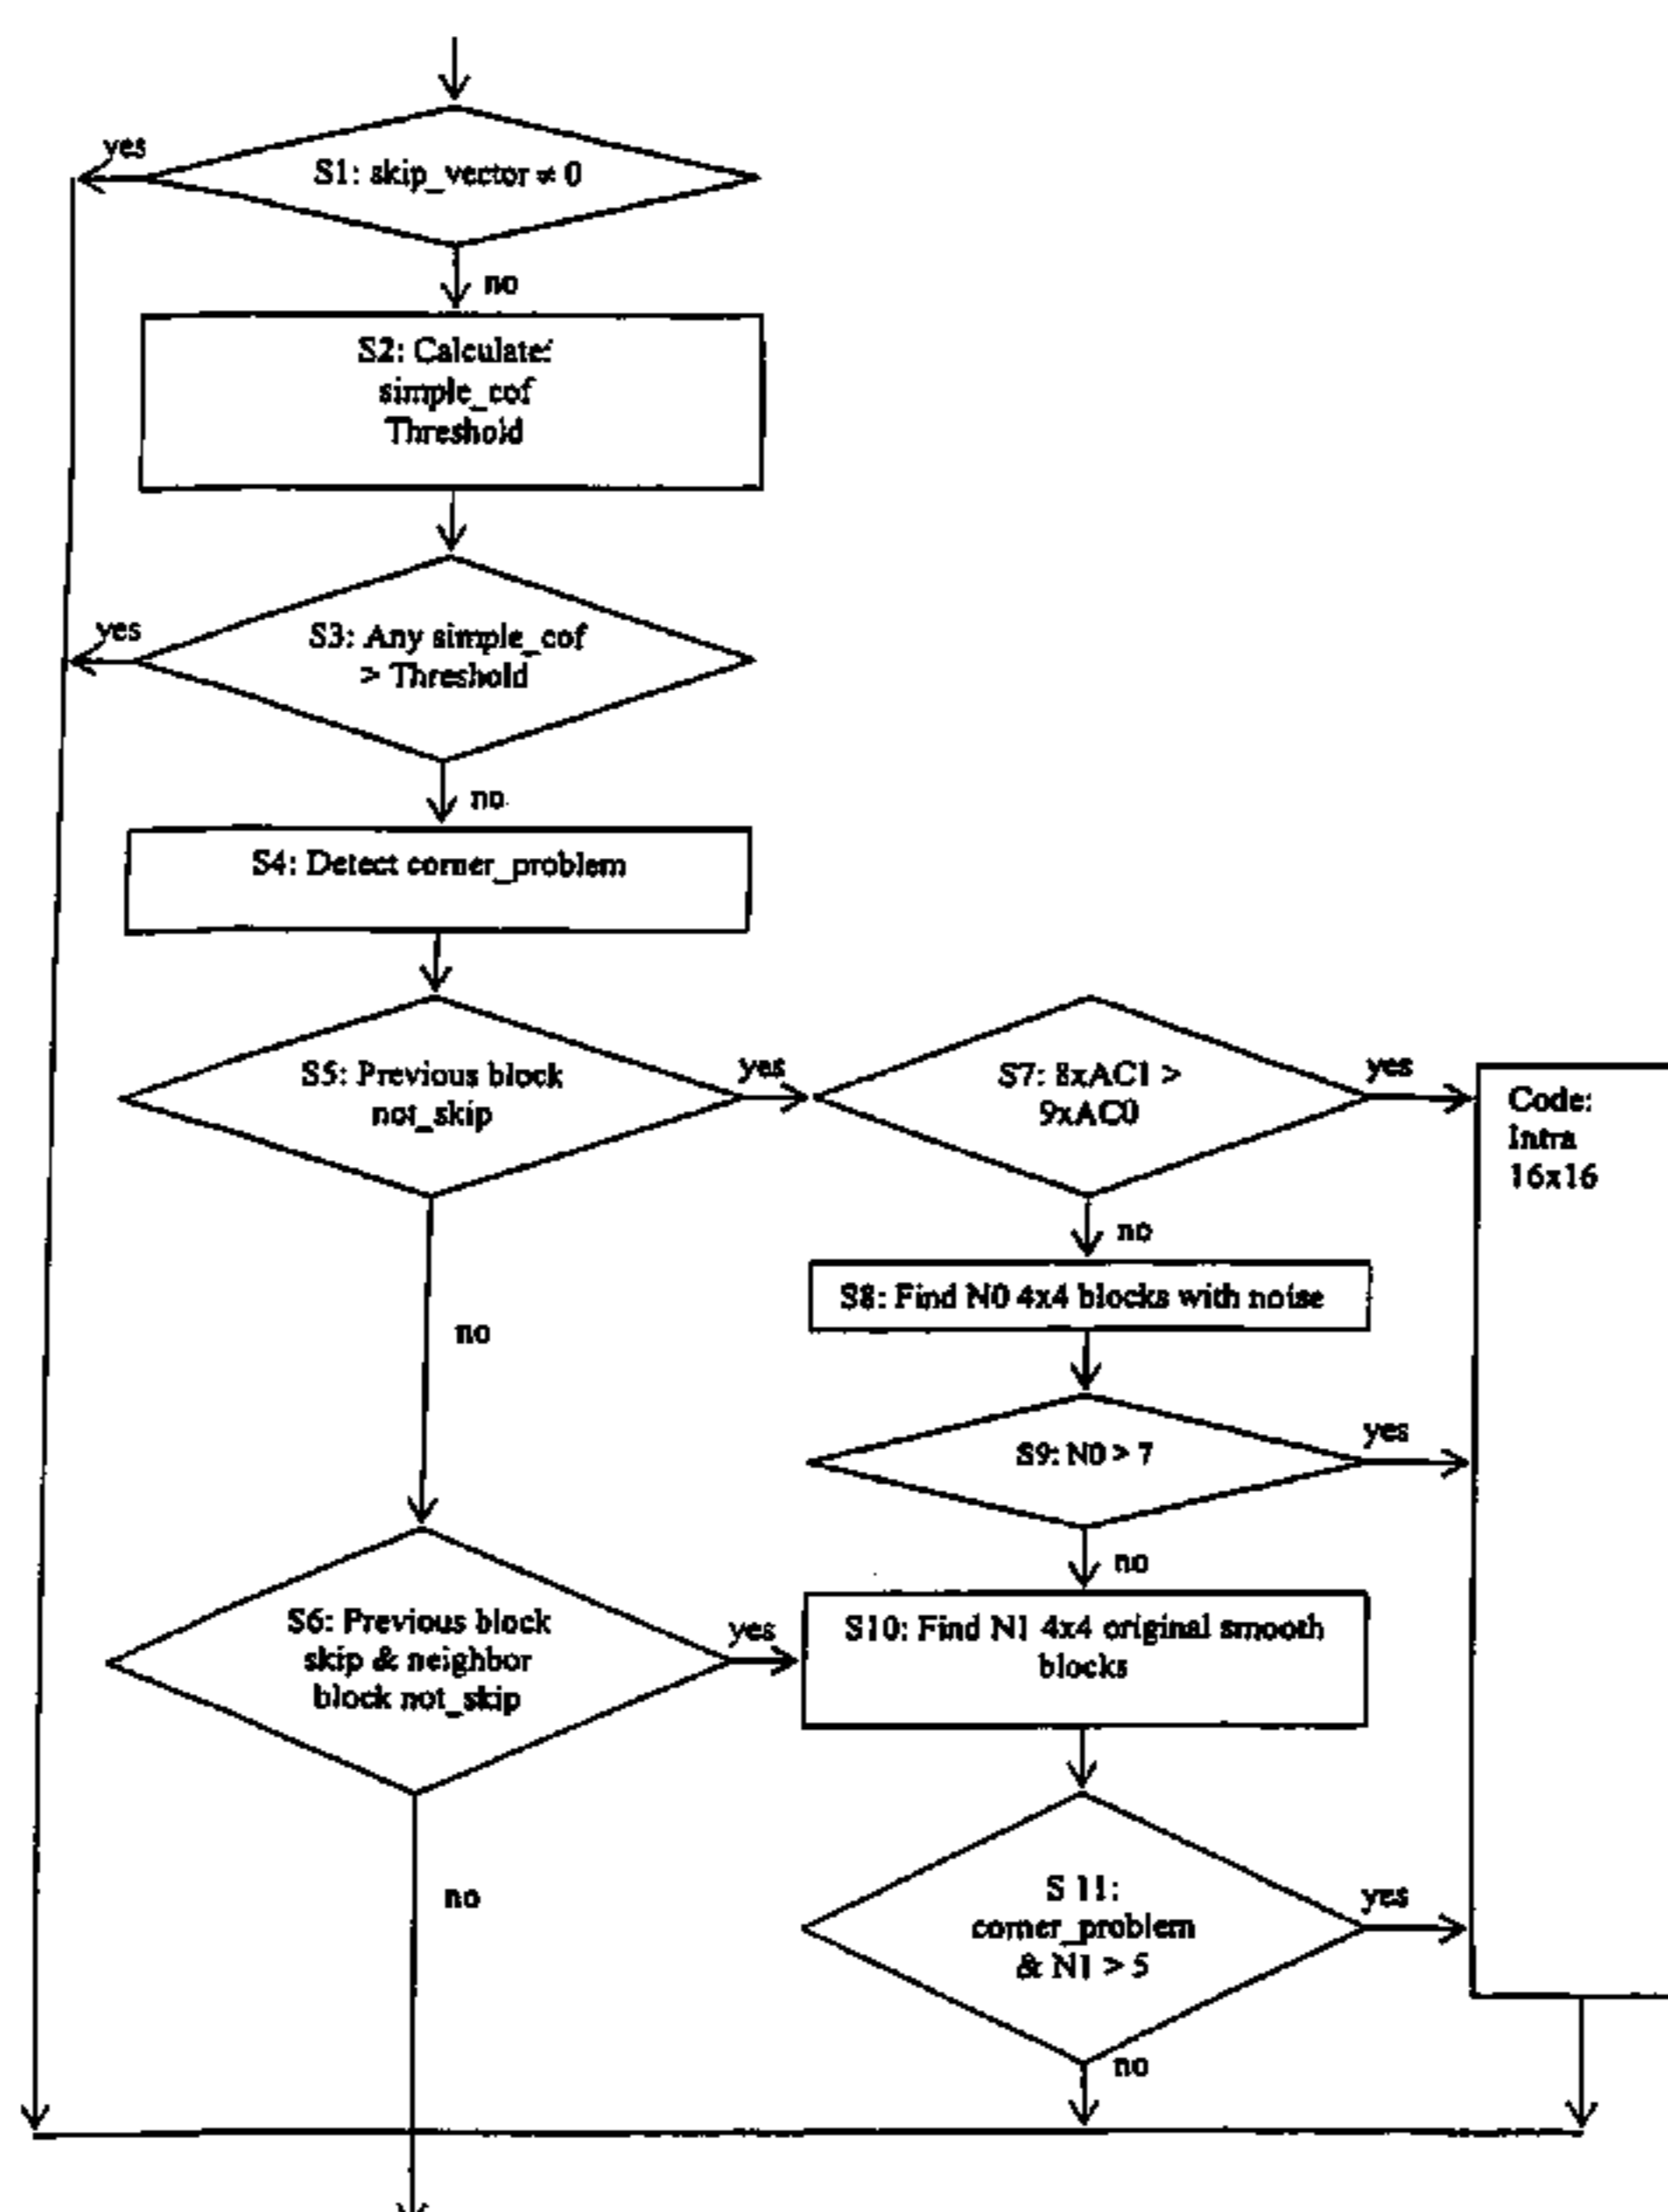 yes
S1: skip_vector ≠ 0
no
S2: Calculate:
simple_cof
Threshold
yes
S3: Any simple_cof
> Threshold
no
S4: Detect corner_problem
S5: Previous block
not_skip
yes
S7: 8xAC1 >
9xAC0
yes
Code:
Intra
16x16
no
S8: Find N0 4x4 blocks with noise
no
S9: N0 > 7
yes
no
S6: Previous block
skip & neighbor
block not_skip
yes
S10: Find N1 4x4 original smooth
blocks
no
S 11:
corner_problem
& N1 > 5
yes
no